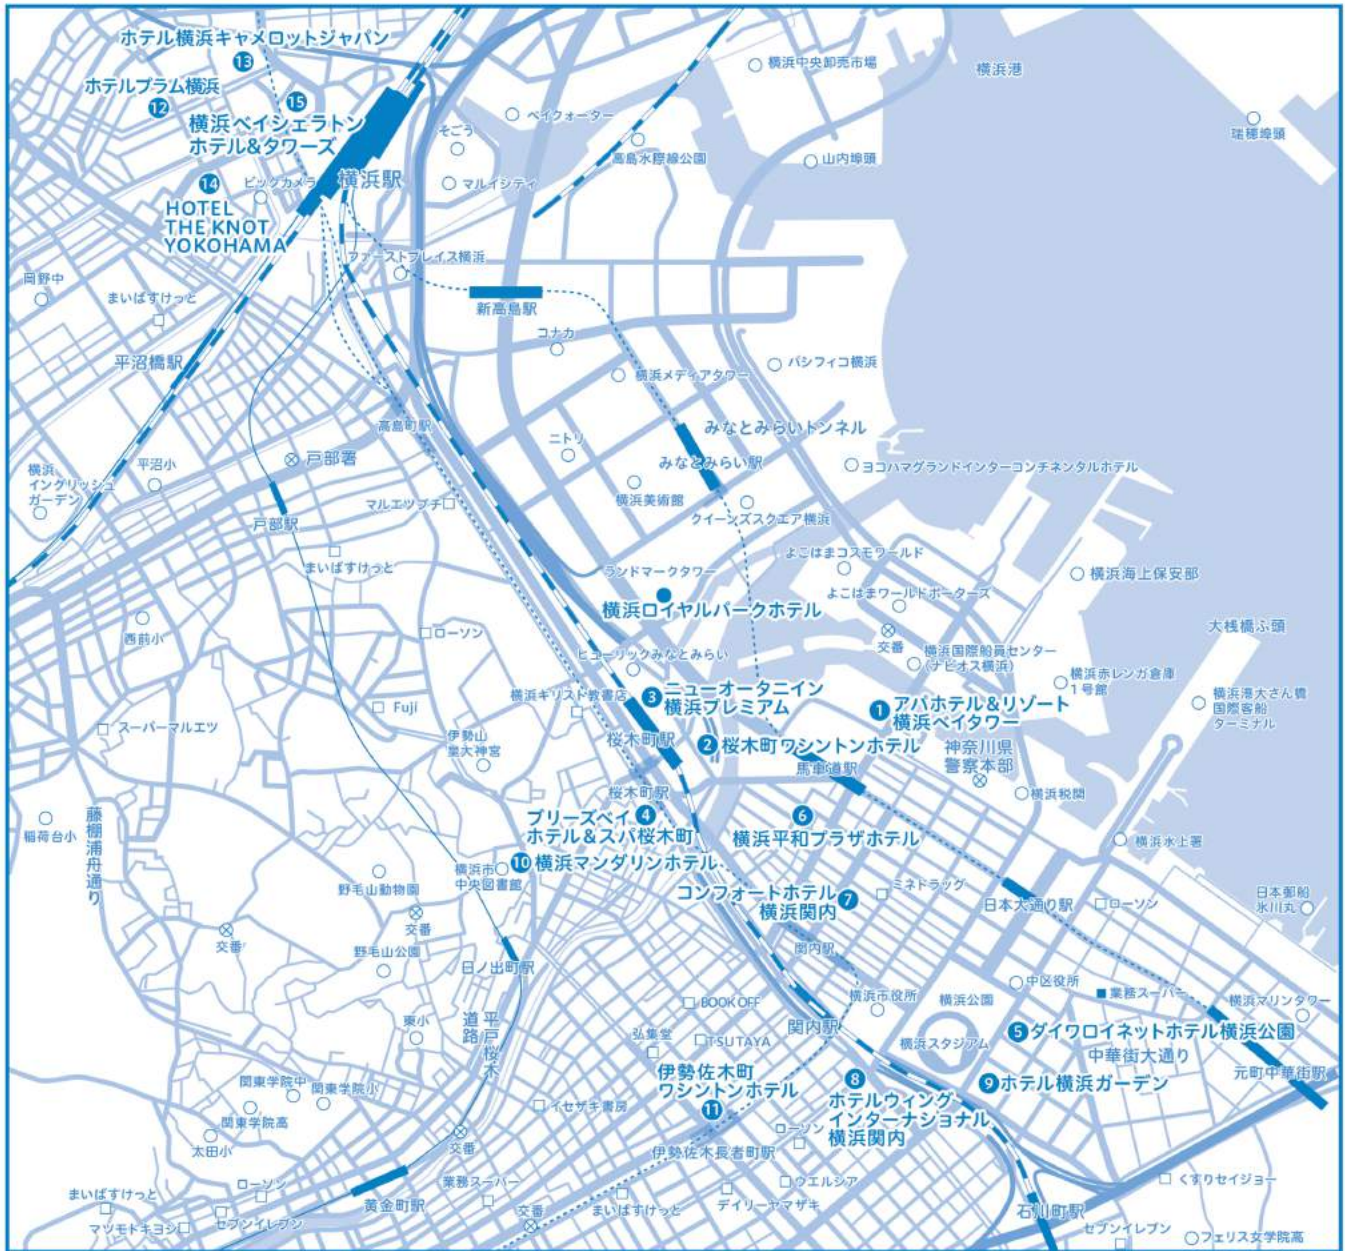 ホテル横浜キャメロットジャパン
13
ホテルプラム横浜
12
15
横浜ベイシェラトン
ホテル&タワーズ
14
ビックカメラ
横浜駅
HOTEL
THE KNOT
YOKOHAMA
そごう
マルイシティ
ベイクォーター
高島水際線公園
横浜中央卸売市場
山内埠頭
横浜港
瑞穂埠頭
岡野中
まいばすけっと
平沼橋駅
ファーストプレイス横浜
新高島駅
コナカ
横浜メディアタワー
パシフィコ横浜
高島町駅
みなとみらいトンネル
ニトリ
みなとみらい駅
横浜
イングリッシュ
ガーデン
平沼小
戸部署
戸部駅
マルエツプチ
横浜美術館
クイーンズスクエア横浜
ヨコハマグランドインターコンチネンタルホテル
まいばすけっと
よこはまコスモワールド
ランドマークタワー
よこはまワールドポーターズ
横浜海上保安部
横浜ロイヤルパークホテル
西前小
ローソン
交番
横浜国際船員センター
(ナビオス横浜)
大桟橋ふ頭
ヒューリックみなとみらい
横浜赤レンガ倉庫
1号館
横浜港大さん橋
国際客船
ターミナル
横浜キリスト教書店
3
ニューオータニイン
横浜プレミアム
1
アパホテル&リゾート
横浜ベイタワー
Fuji
スーパーマルエツ
伊勢山
皇大神宮
桜木町駅
2
桜木町ワシントンホテル
馬車道駅
神奈川県
警察本部
横浜税関
桜木町駅
稲荷台小
藤棚浦舟通り
ブリーズベイ
4
ホテル&スパ桜木町
6
横浜平和プラザホテル
横浜水上署
横浜市
中央図書館
10
横浜マンダリンホテル
野毛山動物園
交番
交番
野毛山公園
日ノ出町駅
コンフォートホテル
横浜関内
7
ミネドラッグ
日本大通り駅
ローソン
日本郵船
氷川丸
関内駅
中区役所
業務スーパー
横浜マリンタワー
横浜市役所
横浜公園
BOOK OFF
東小
平戸桜木
道路
弘集堂
TSUTAYA
関内駅
横浜スタジアム
5
ダイワロイネットホテル横浜公園
中華街大通り
元町中華街駅
関東学院中
関東学院小
関東学院高
太田小
伊勢佐木町
ワシントンホテル
11
8
ホテルウィング
インターナショナル
横浜関内
9
ホテル横浜ガーデン
イセザキ書房
交番
ローソン
伊勢佐木長者町駅
まいばすけっと
ローソン
マツモトキヨシ
セブンイレブン
黄金町駅
業務スーパー
交番
まいばすけっと
デイリーヤマザキ
ウエルシア
石川町駅
くすりセイジョー
セブンイレブン
フェリス女学院高